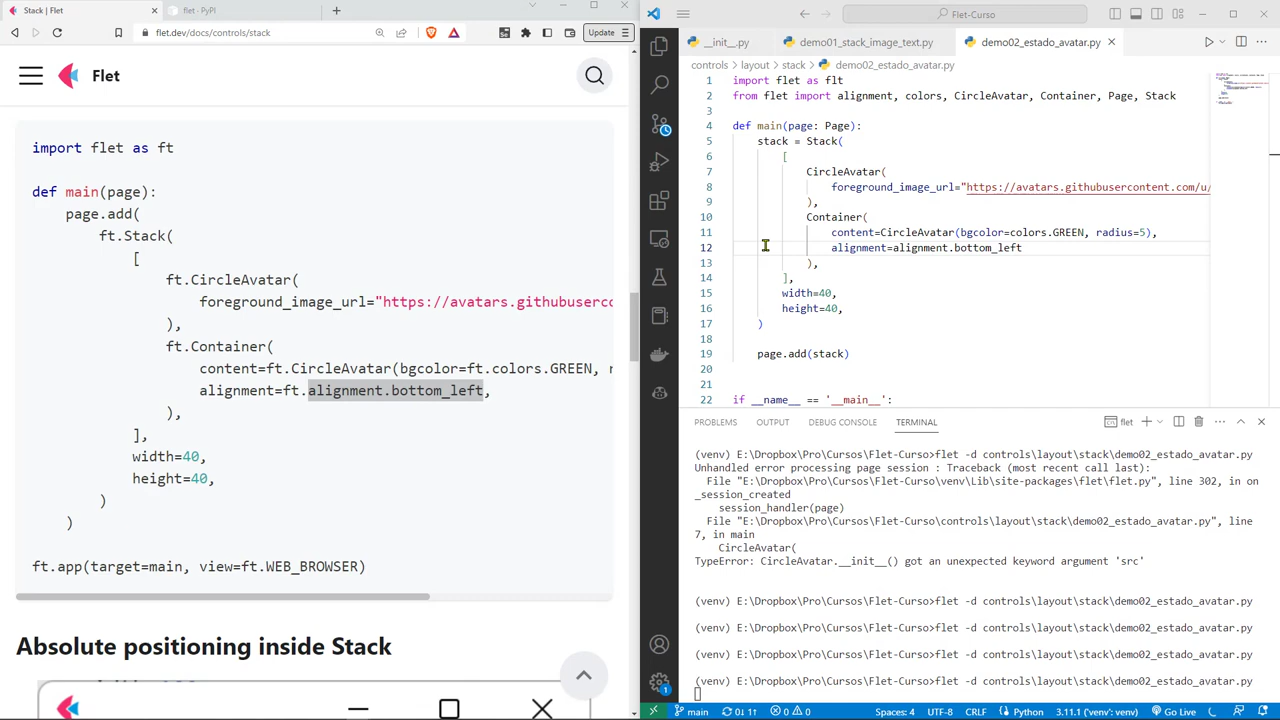 Stack | Flet
flet · PyPI
flet.dev/docs/controls/stack
Update
Flet
import flet as ft
def main(page):
page.add(
ft.Stack(
[
ft.CircleAvatar(
foreground_image_url="https://avatars.githubuserco
),
ft.Container(
content=ft.CircleAvatar(bgcolor=ft.colors.GREEN, r
alignment=ft.alignment.bottom_left,
),
],
width=40,
height=40,
)
)
ft.app(target=main, view=ft.WEB_BROWSER)
Absolute positioning inside Stack
Flet-Curso
__init__.py
demo01_stack_image_text.py
demo02_estado_avatar.py
controls > layout > stack > demo02_estado_avatar.py
1 import flet as flt
2 from flet import alignment, colors, CircleAvatar, Container, Page, Stack
3
4 def main(page: Page):
5 stack = Stack(
6 [
7 CircleAvatar(
8 foreground_image_url="https://avatars.githubusercontent.com/u/
9 ),
10 Container(
11 content=CircleAvatar(bgcolor=colors.GREEN, radius=5),
12 alignment=alignment.bottom_left
13 ),
14 ],
15 width=40,
16 height=40,
17 )
18
19 page.add(stack)
20
21
22 if __name__ == '__main__':
PROBLEMS OUTPUT DEBUG CONSOLE TERMINAL
flet
(venv) E:\Dropbox\Pro\Cursos\Flet-Curso>flet -d controls\layout\stack\demo02_estado_avatar.py
Unhandled error processing page session : Traceback (most recent call last):
File "E:\Dropbox\Pro\Cursos\Flet-Curso\venv\Lib\site-packages\flet\flet.py", line 302, in on
_session_created
session_handler(page)
File "E:\Dropbox\Pro\Cursos\Flet-Curso\controls\layout\stack\demo02_estado_avatar.py", line
7, in main
CircleAvatar(
TypeError: CircleAvatar.__init__() got an unexpected keyword argument 'src'
(venv) E:\Dropbox\Pro\Cursos\Flet-Curso>flet -d controls\layout\stack\demo02_estado_avatar.py
(venv) E:\Dropbox\Pro\Cursos\Flet-Curso>flet -d controls\layout\stack\demo02_estado_avatar.py
(venv) E:\Dropbox\Pro\Cursos\Flet-Curso>flet -d controls\layout\stack\demo02_estado_avatar.py
(venv) E:\Dropbox\Pro\Cursos\Flet-Curso>flet -d controls\layout\stack\demo02_estado_avatar.py
main 0↓ 1↑ 0 0 Spaces: 4 UTF-8 CRLF Python 3.11.1 ('venv': venv) Go Live